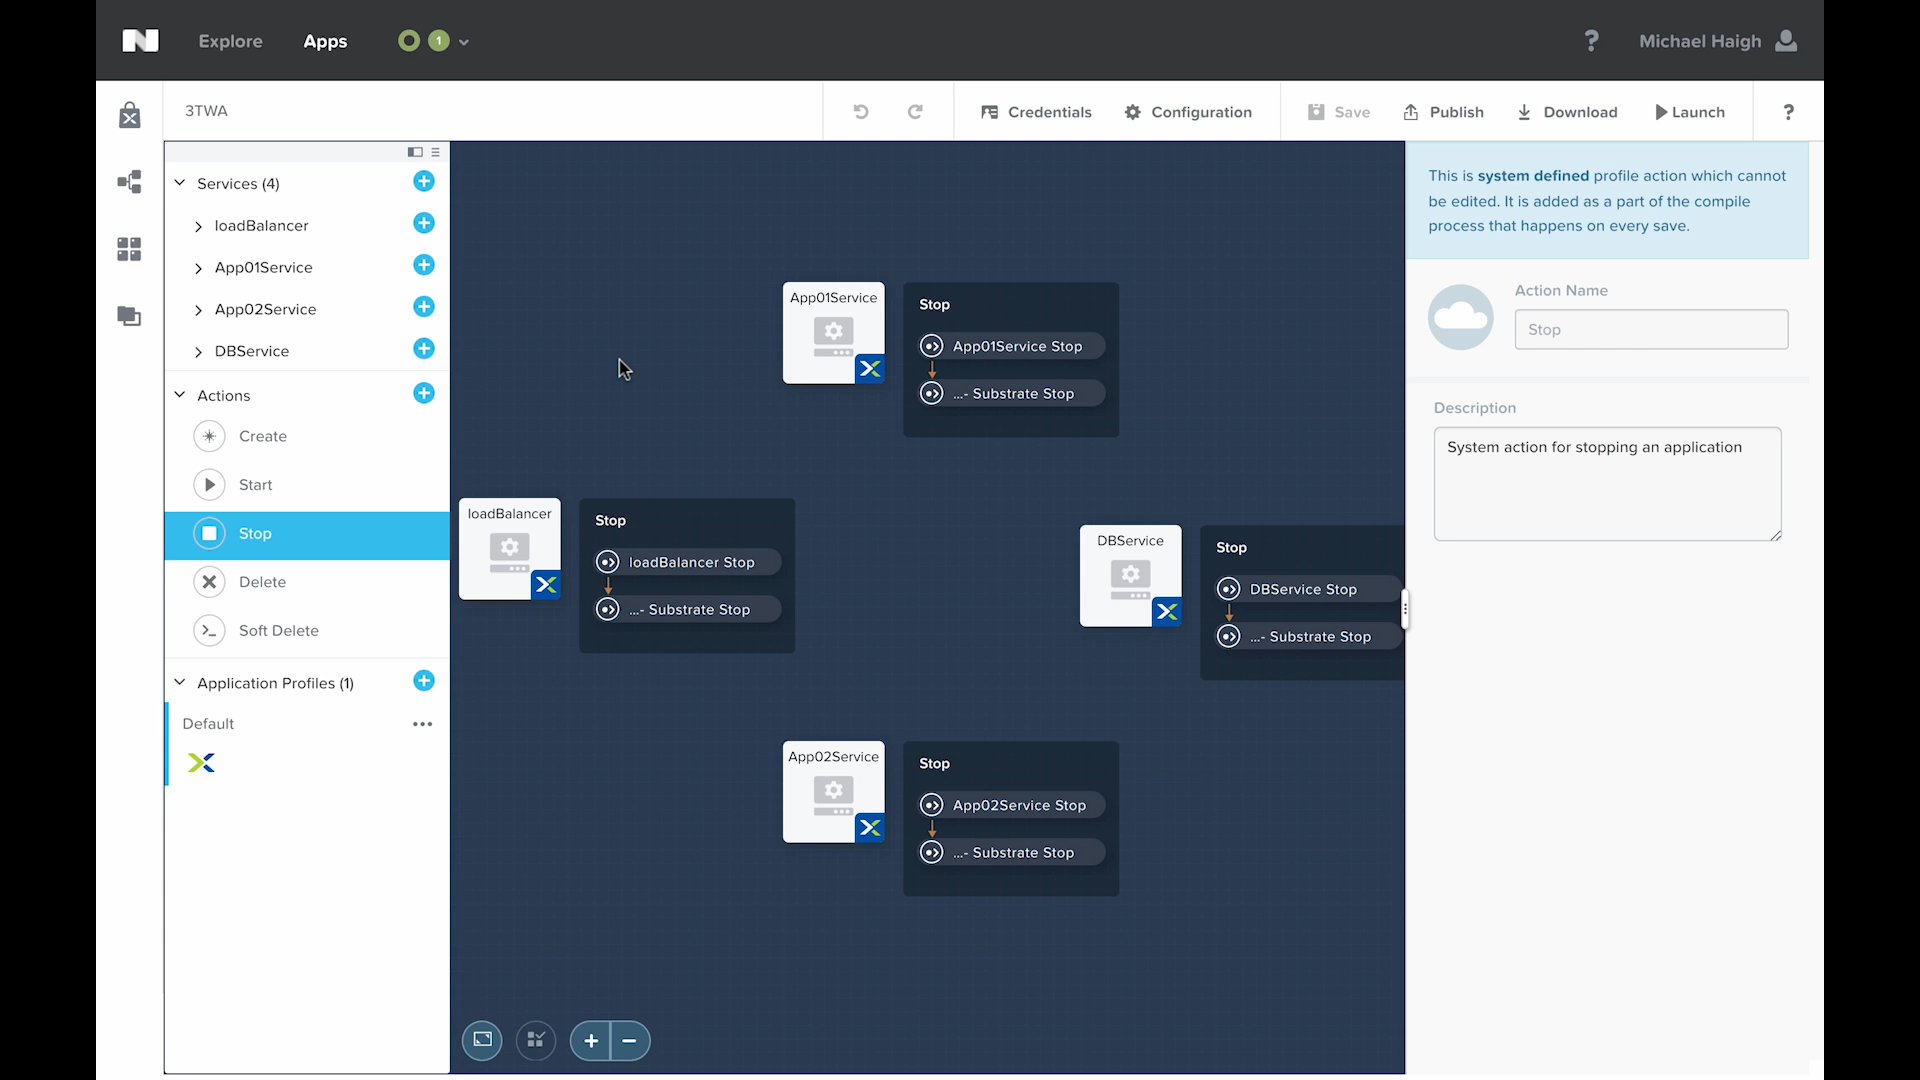 Explore
Apps
1
?
Michael Haigh
3TWA
Credentials
Configuration
Save
Publish
Download
Launch
?
Services (4)
loadBalancer
App01Service
App02Service
DBService
Actions
Create
Start
Stop
Delete
Soft Delete
Application Profiles (1)
Default
App01Service
Stop
App01Service Stop
...- Substrate Stop
loadBalancer
Stop
loadBalancer Stop
...- Substrate Stop
DBService
Stop
DBService Stop
...- Substrate Stop
App02Service
Stop
App02Service Stop
...- Substrate Stop
This is system defined profile action which cannot
be edited. It is added as a part of the compile
process that happens on every save.
Action Name
Stop
Description
System action for stopping an application